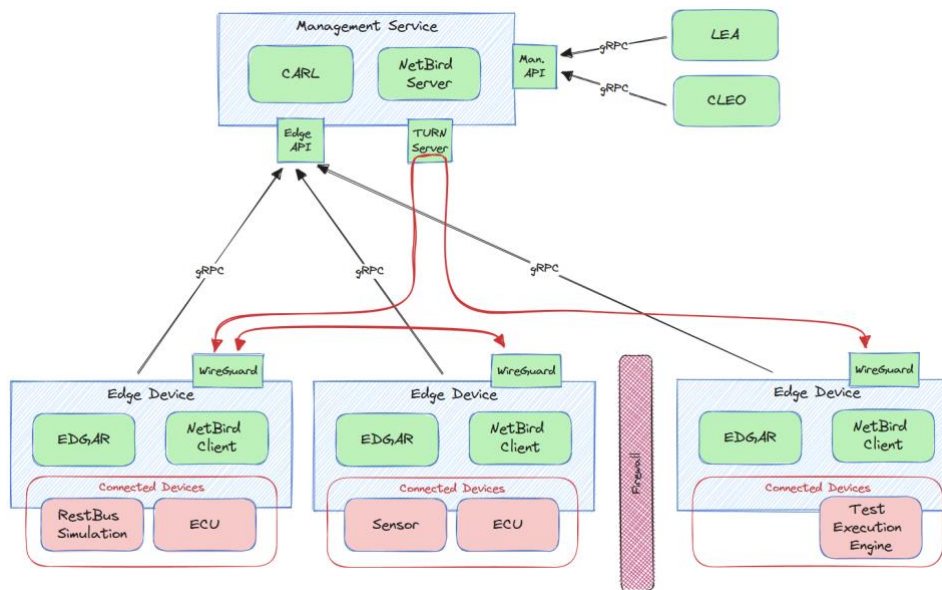 Management Service
CARL
NetBird
Server
Man.
API
gRPC
LEA
gRPC
CLEO
Edge
API
TURN
Server
gRPC
gRPC
gRPC
WireGuard
Edge Device
EDGAR
NetBird
Client
Connected Devices
RestBus
Simulation
ECU
WireGuard
Edge Device
EDGAR
NetBird
Client
Connected Devices
Sensor
ECU
Firewall
WireGuard
Edge Device
EDGAR
NetBird
Client
Connected Devices
Test
Execution
Engine